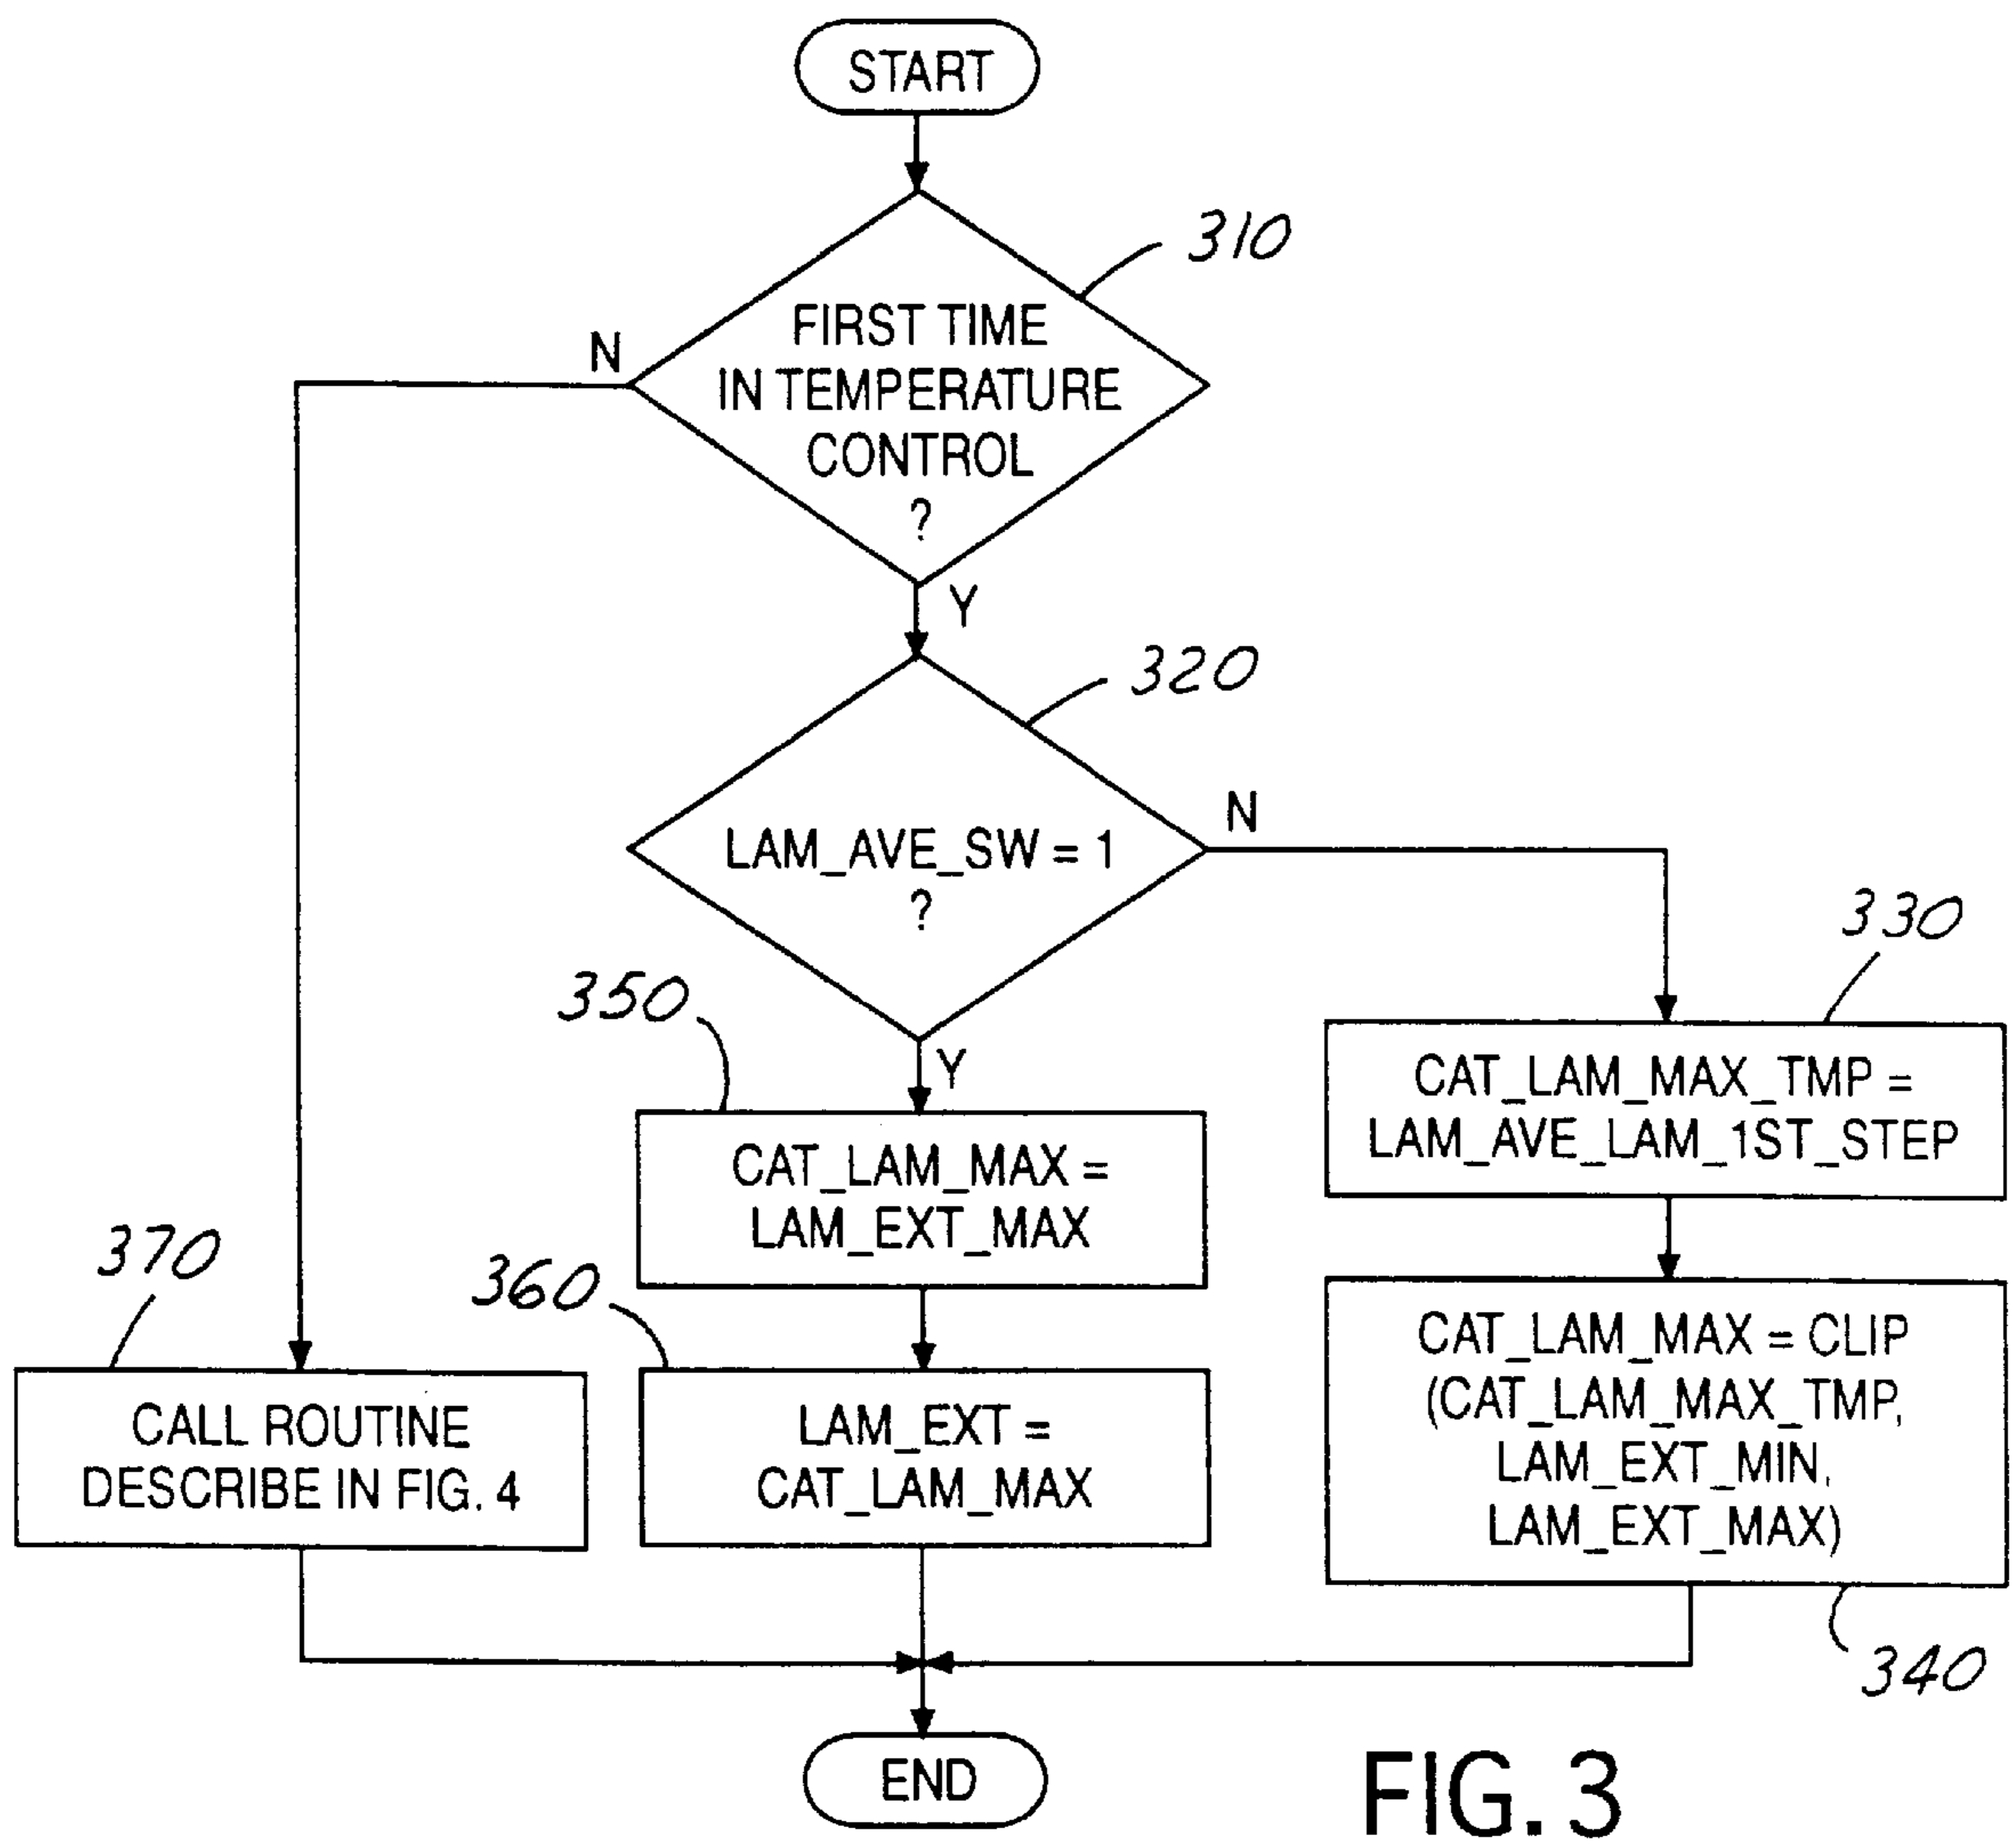 START
310
FIRST TIME
IN TEMPERATURE
CONTROL
?
N
Y
320
LAM_AVE_SW = 1
?
N
Y
330
CAT_LAM_MAX_TMP =
LAM_AVE_LAM_1ST_STEP
350
CAT_LAM_MAX =
LAM_EXT_MAX
370
CALL ROUTINE
DESCRIBE IN FIG. 4
360
LAM_EXT =
CAT_LAM_MAX
CAT_LAM_MAX = CLIP
(CAT_LAM_MAX_TMP,
LAM_EXT_MIN,
LAM_EXT_MAX)
340
END
FIG. 3